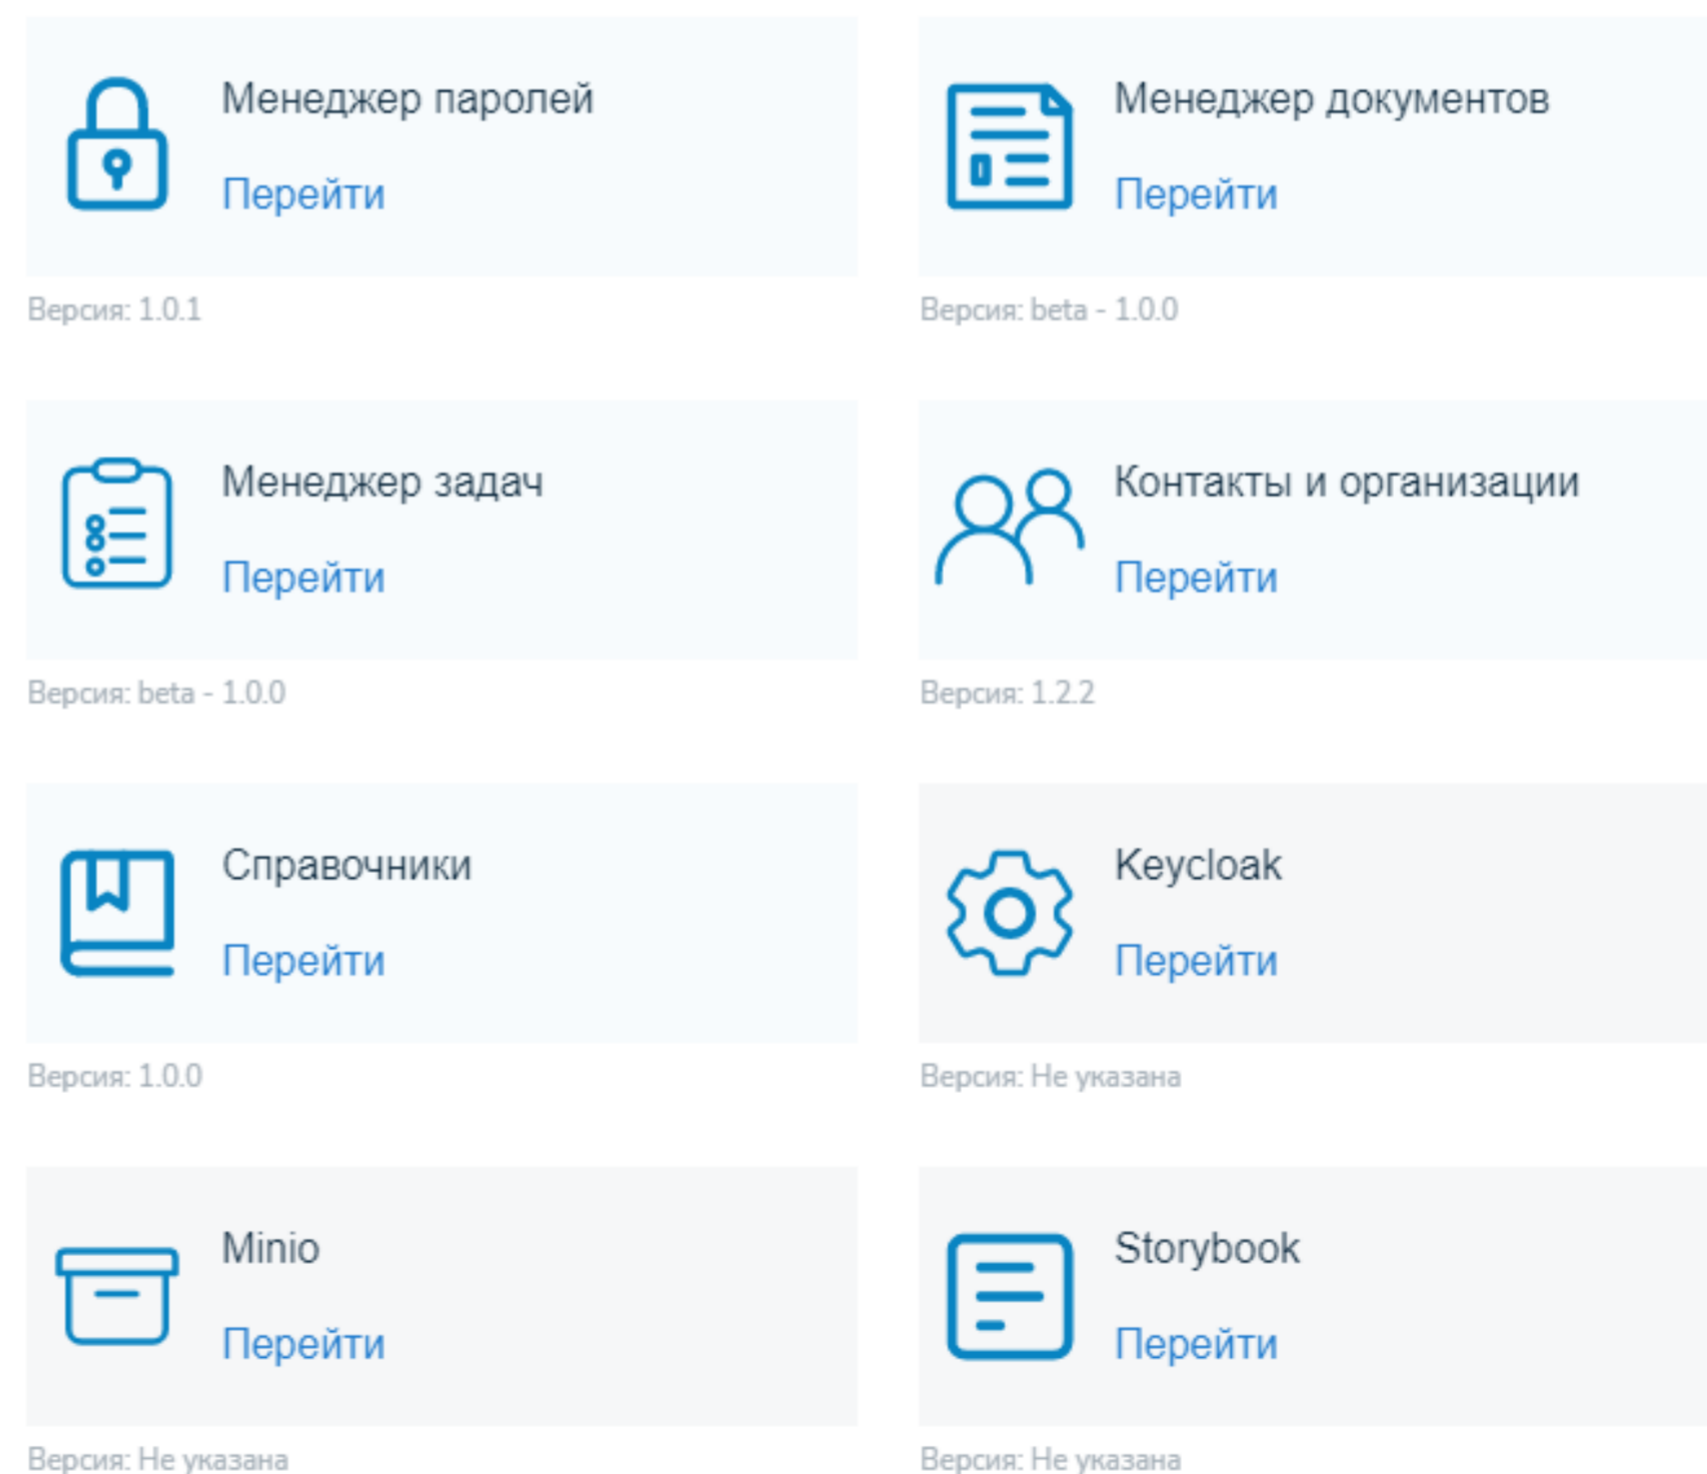 Менеджер паролей
Перейти
Версия: 1.0.1
Менеджер документов
Перейти
Версия: beta - 1.0.0
Менеджер задач
Перейти
Версия: beta - 1.0.0
Контакты и организации
Перейти
Версия: 1.2.2
Справочники
Перейти
Версия: 1.0.0
Keycloak
Перейти
Версия: Не указана
Minio
Перейти
Версия: Не указана
Storybook
Перейти
Версия: Не указана